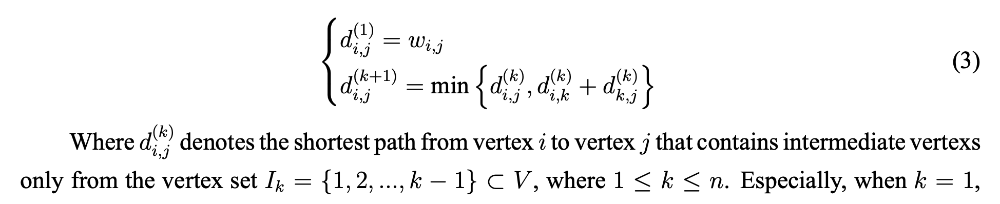 $$\begin{cases} d_{i,j}^{(1)} = w_{i,j} \\ d_{i,j}^{(k+1)} = \min \left\{ d_{i,j}^{(k)}, d_{i,k}^{(k)} + d_{k,j}^{(k)} \right\} \end{cases} \quad (3)$$
Where $d_{i,j}^{(k)}$ denotes the shortest path from vertex $i$ to vertex $j$ that contains intermediate vertexs
only from the vertex set $I_k = \{1, 2, ..., k-1\} \subset V$, where $1 \leq k \leq n$. Especially, when $k = 1$,